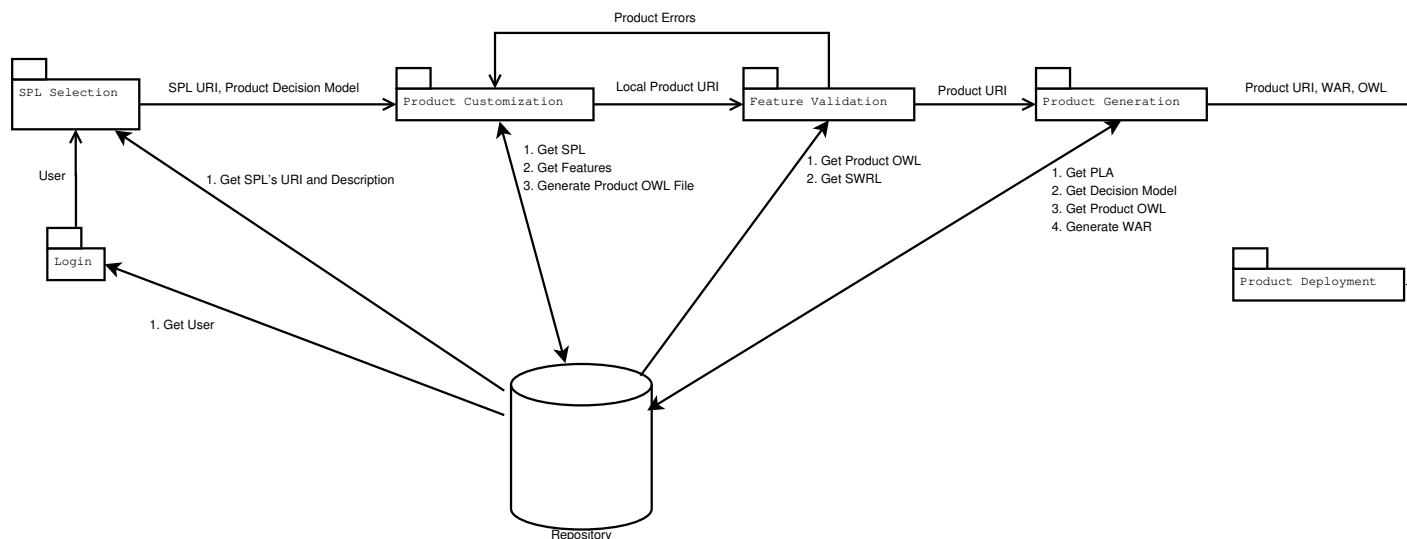 Product Errors
SPL Selection
SPL URI, Product Decision Model
Product Customization
Local Product URI
Feature Validation
Product URI
Product Generation
Product URI, WAR, OWL
User
1. Get SPL's URI and Description
1. Get SPL
2. Get Features
3. Generate Product OWL File
1. Get Product OWL
2. Get SWRL
1. Get PLA
2. Get Decision Model
3. Get Product OWL
4. Generate WAR
Login
Product Deployment
1. Get User
Repository